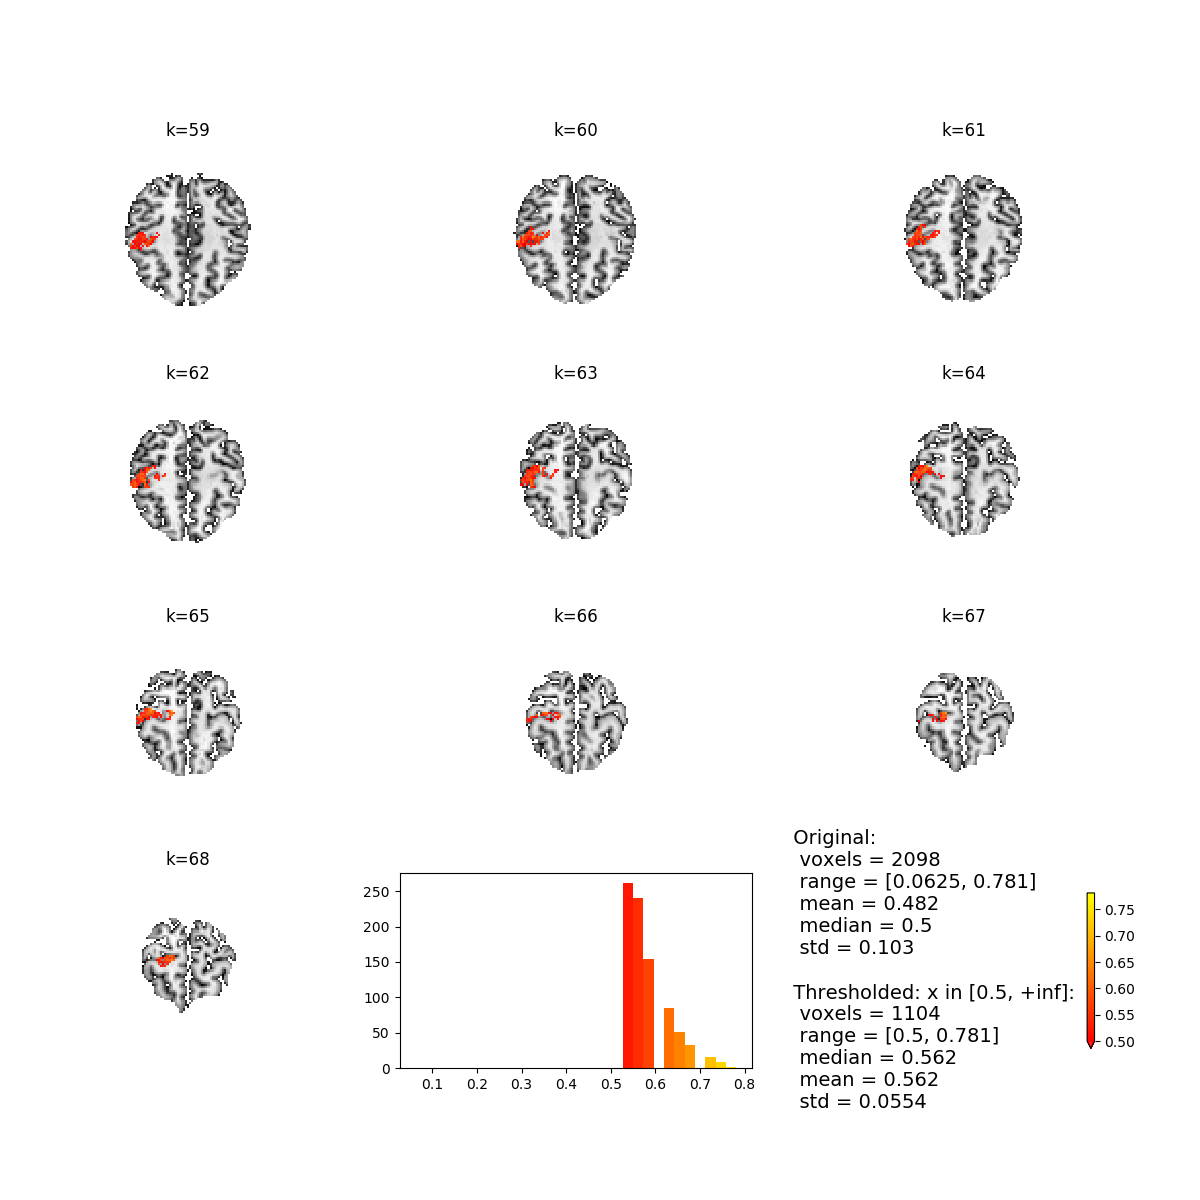 k=59
k=60
k=61
k=62
k=63
k=64
k=65
k=66
k=67
k=68
250
200
150
100
50
0
0.1 0.2 0.3 0.4 0.5 0.6 0.7 0.8
Original:
voxels = 2098
range = [0.0625, 0.781]
mean = 0.482
median = 0.5
std = 0.103
Thresholded: x in [0.5, +inf]:
voxels = 1104
range = [0.5, 0.781]
median = 0.562
mean = 0.562
std = 0.0554
0.75
0.70
0.65
0.60
0.55
0.50